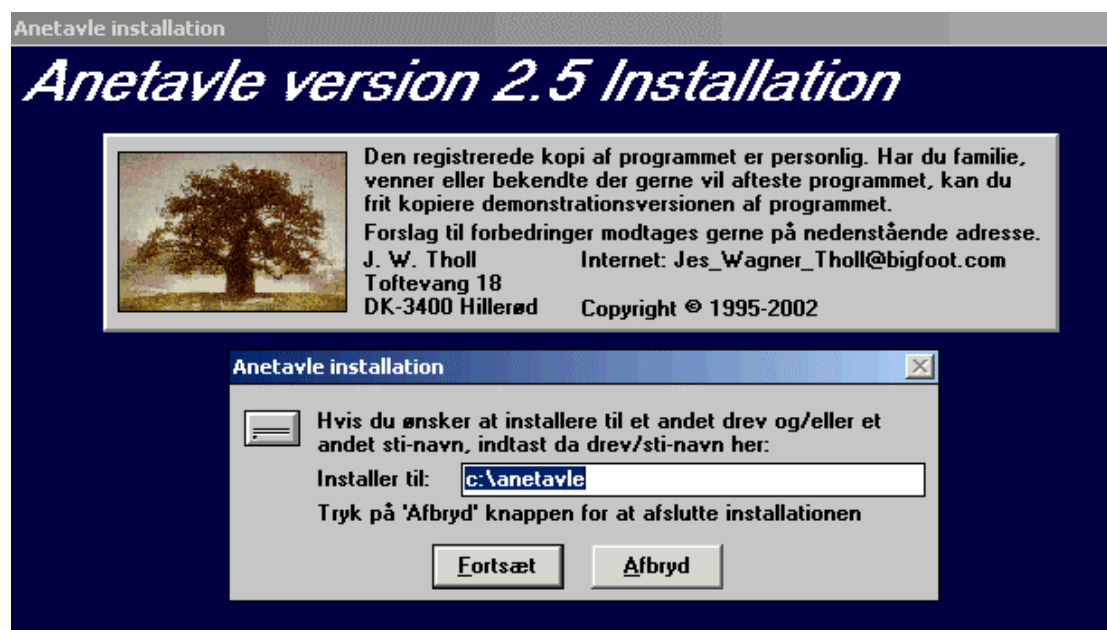 Anetavle installation
Anetavle version 2.5 Installation
Den registrerede kopi af programmet er personlig. Har du familie,
venner eller bekendte der gerne vil afteste programmet, kan du
frit kopiere demonstrationsversionen af programmet.
Forslag til forbedringer modtages gerne på nedenstående adresse.
J. W. Tholl Internet: Jes_Wagner_Tholl@bigfoot.com
Toftevang 18
DK-3400 Hillerød Copyright © 1995-2002
Anetavle installation
Hvis du ønsker at installere til et andet drev og/eller et
andet sti-navn, indtast da drev/sti-navn her:
Installer til: c:\anetavle
Tryk på 'Afbryd' knappen for at afslutte installationen
Fortsæt Afbryd